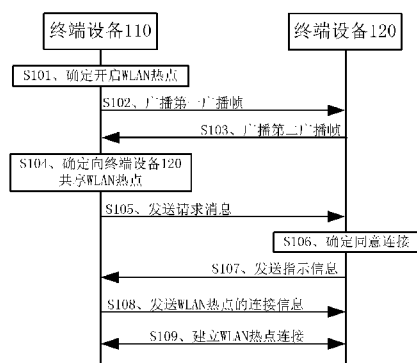 终端设备110
终端设备120
S101、确定开启WLAN热点
S102、广播第一广播帧
S103、广播第二广播帧
S104、确定向终端设备120
共享WLAN热点
S105、发送请求消息
S106、确定同意连接
S107、发送指示信息
S108、发送WLAN热点的连接信息
S109、建立WLAN热点连接